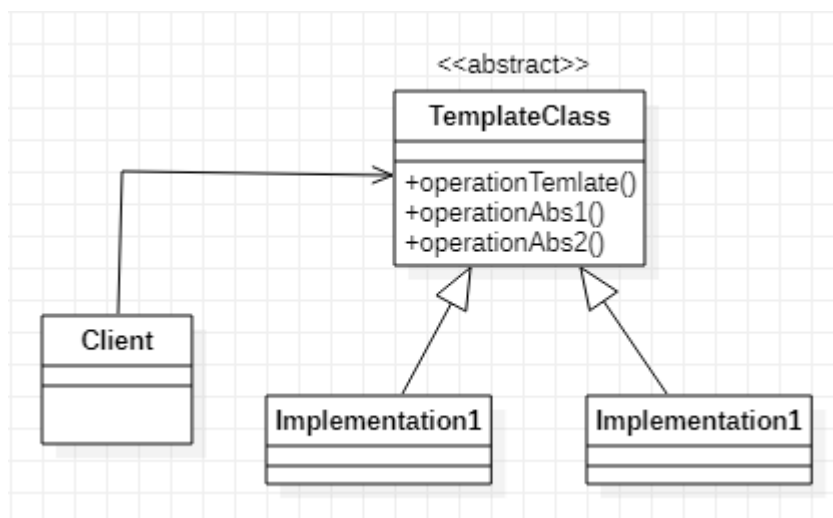 <<abstract>>
TemplateClass
+operationTemlate()
+operationAbs1()
+operationAbs2()
Client
Implementation1
Implementation1